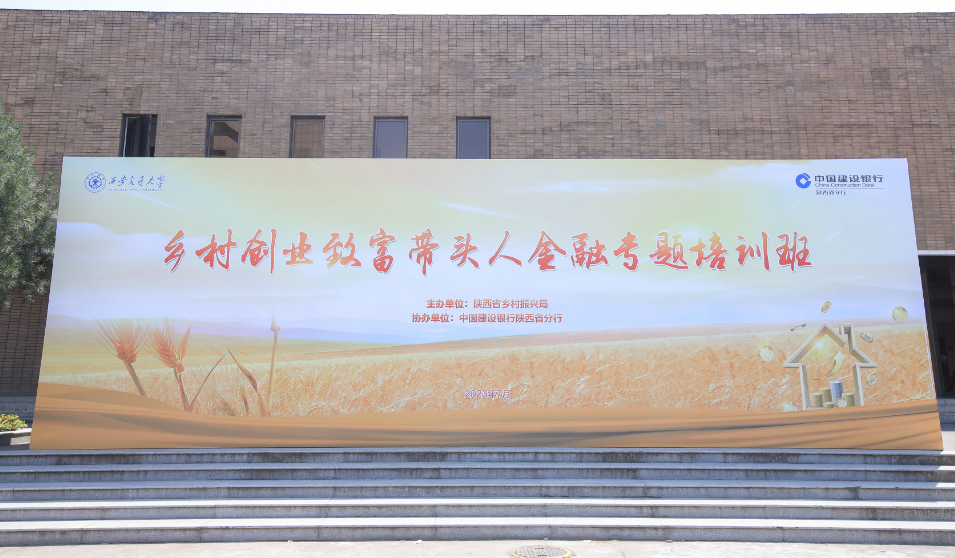 西安交通大学
中国建设银行
China Construction Bank
陕西省分行
乡村创业致富带头人金融专题培训班
主办单位：陕西省乡村振兴局
协办单位：中国建设银行陕西省分行
2023年7月